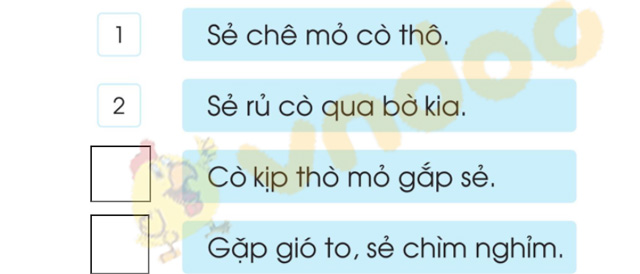 1 Sẻ chê mỏ cò thô.
2 Sẻ rủ cò qua bờ kia.
Cò kịp thò mỏ gắp sẻ.
Gặp gió to, sẻ chìm nghỉm.
vndoc